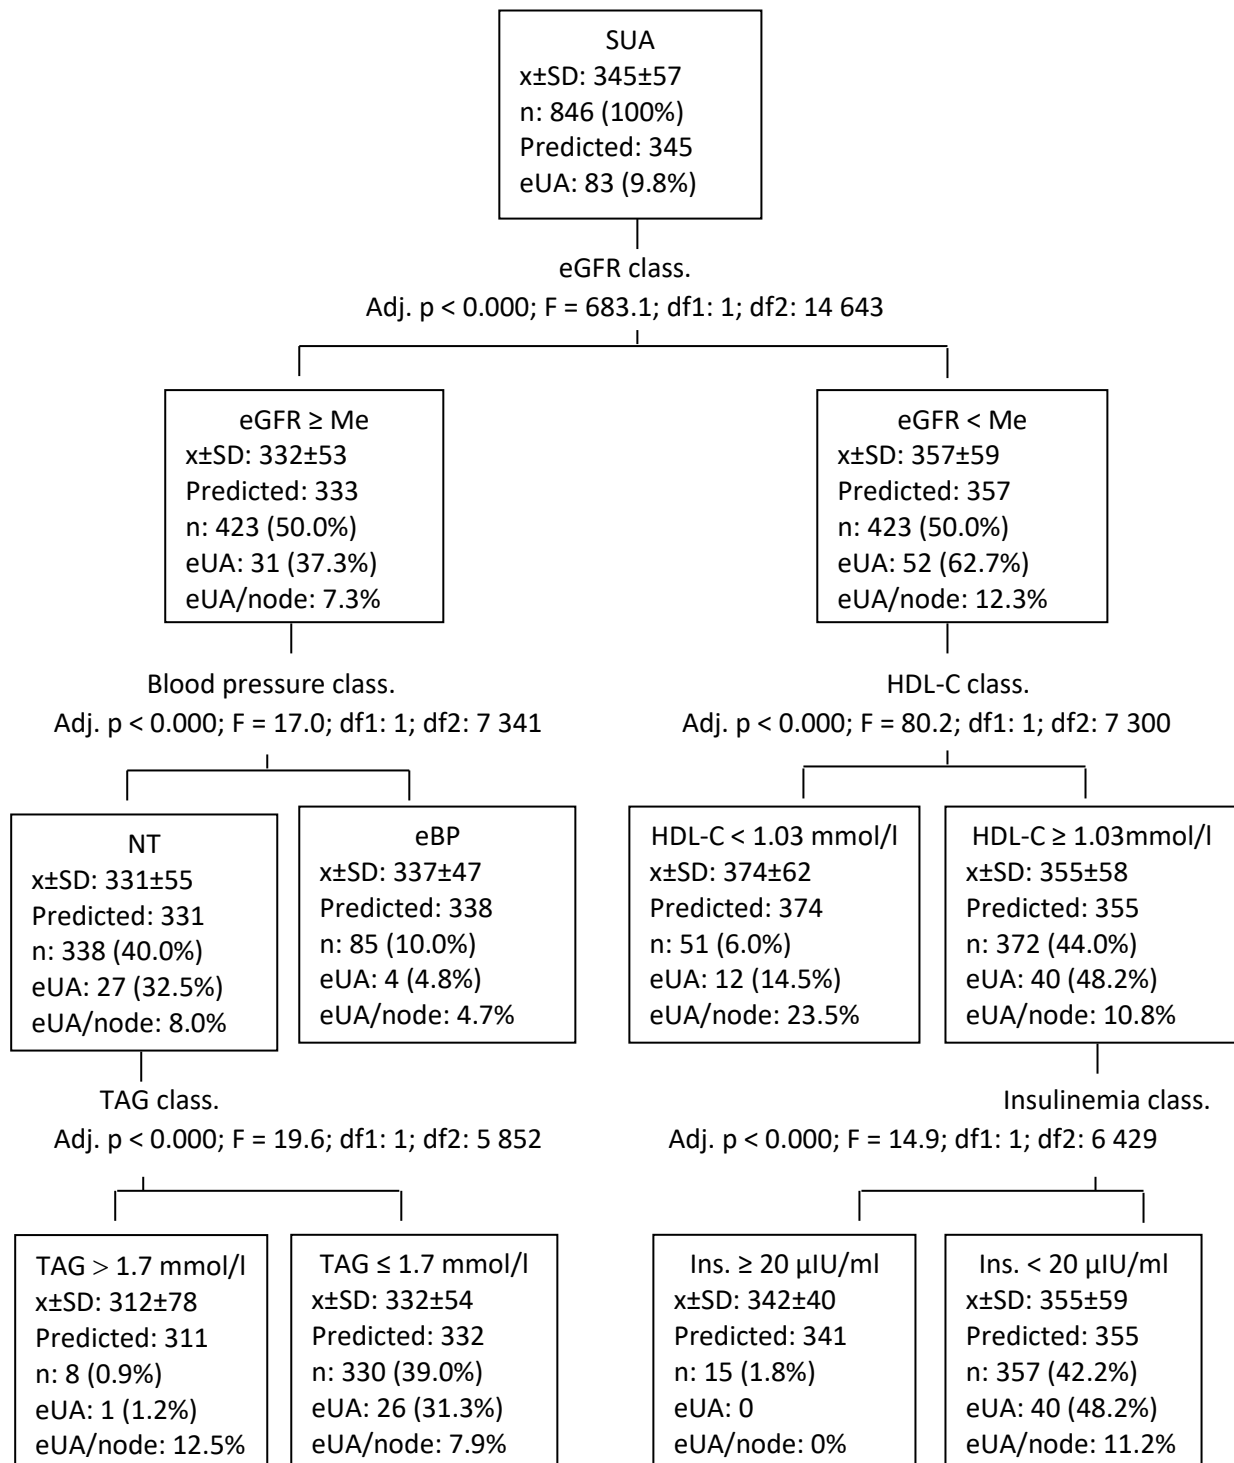 SUA
x±SD: 345±57
n: 846 (100%)
Predicted: 345
eUA: 83 (9.8%)
eGFR class.
Adj. p < 0.000; F = 683.1; df1: 1; df2: 14 643
eGFR ≥ Me
x±SD: 332±53
Predicted: 333
n: 423 (50.0%)
eUA: 31 (37.3%)
eUA/node: 7.3%
eGFR < Me
x±SD: 357±59
Predicted: 357
n: 423 (50.0%)
eUA: 52 (62.7%)
eUA/node: 12.3%
Blood pressure class.
Adj. p < 0.000; F = 17.0; df1: 1; df2: 7 341
HDL-C class.
Adj. p < 0.000; F = 80.2; df1: 1; df2: 7 300
NT
x±SD: 331±55
Predicted: 331
n: 338 (40.0%)
eUA: 27 (32.5%)
eUA/node: 8.0%
eBP
x±SD: 337±47
Predicted: 338
n: 85 (10.0%)
eUA: 4 (4.8%)
eUA/node: 4.7%
HDL-C < 1.03 mmol/l
x±SD: 374±62
Predicted: 374
n: 51 (6.0%)
eUA: 12 (14.5%)
eUA/node: 23.5%
HDL-C ≥ 1.03mmol/l
x±SD: 355±58
Predicted: 355
n: 372 (44.0%)
eUA: 40 (48.2%)
eUA/node: 10.8%
TAG class.
Adj. p < 0.000; F = 19.6; df1: 1; df2: 5 852
Insulinemia class.
Adj. p < 0.000; F = 14.9; df1: 1; df2: 6 429
TAG > 1.7 mmol/l
x±SD: 312±78
Predicted: 311
n: 8 (0.9%)
eUA: 1 (1.2%)
eUA/node: 12.5%
TAG ≤ 1.7 mmol/l
x±SD: 332±54
Predicted: 332
n: 330 (39.0%)
eUA: 26 (31.3%)
eUA/node: 7.9%
Ins. ≥ 20 µIU/ml
x±SD: 342±40
Predicted: 341
n: 15 (1.8%)
eUA: 0
eUA/node: 0%
Ins. < 20 µIU/ml
x±SD: 355±59
Predicted: 355
n: 357 (42.2%)
eUA: 40 (48.2%)
eUA/node: 11.2%